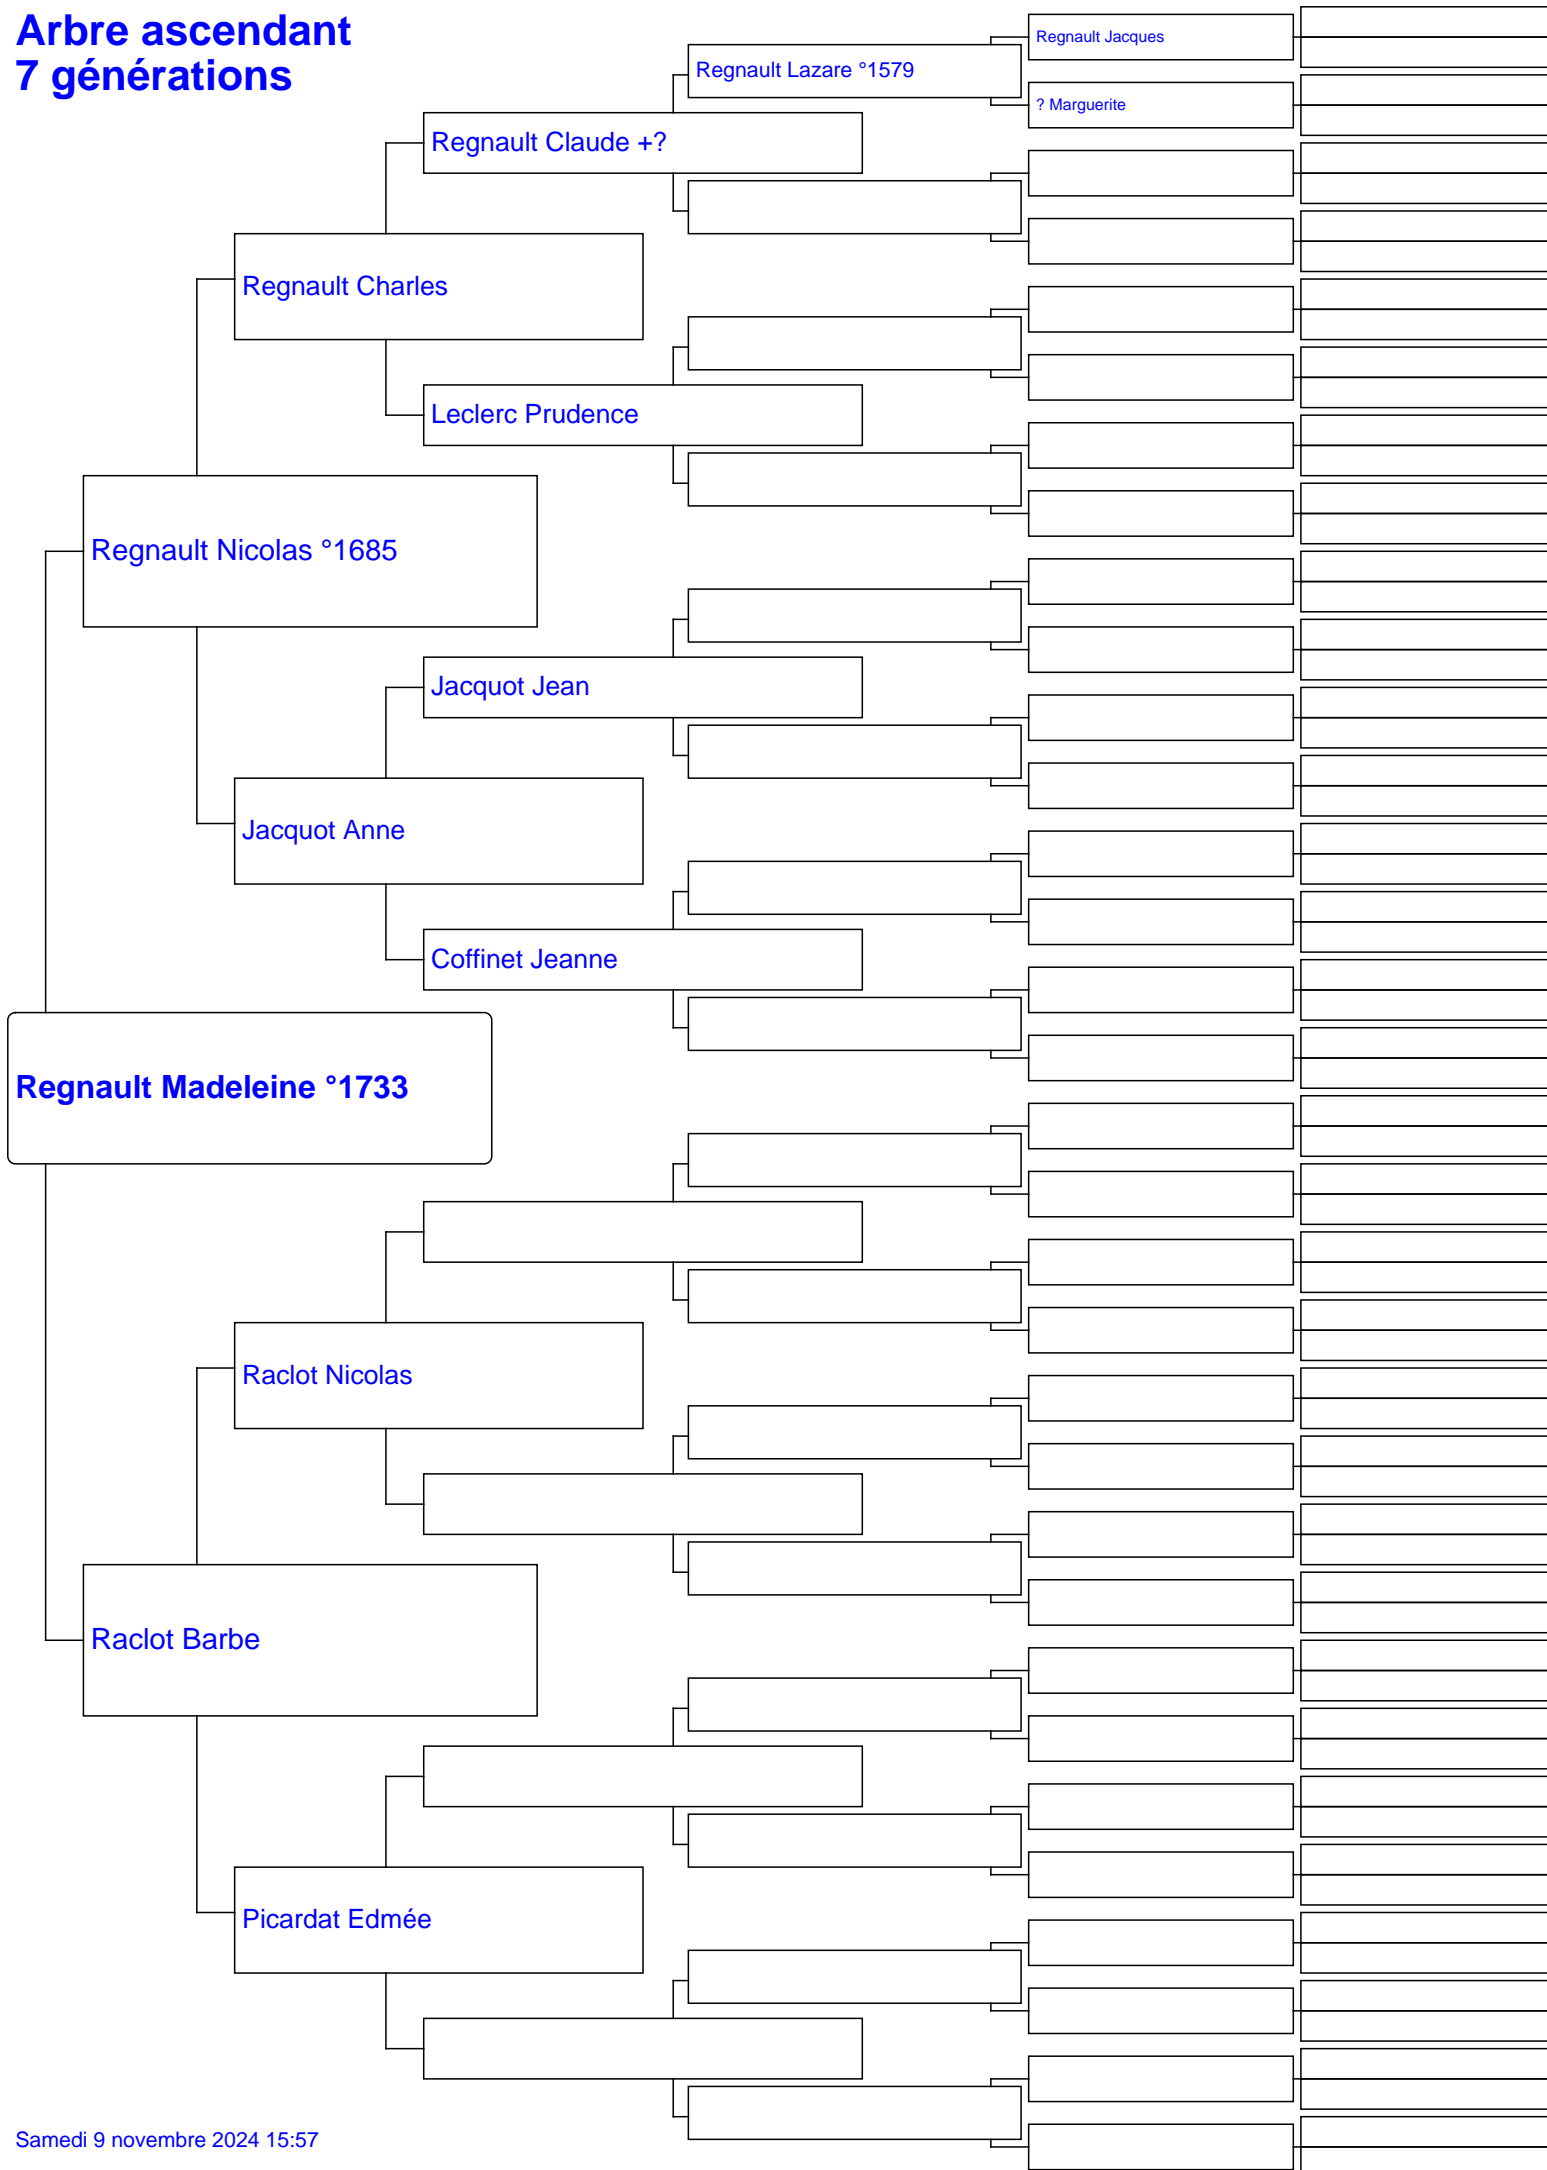 Arbre ascendant
7 générations
Regnault Jacques
Regnault Lazare °1579
? Marguerite
Regnault Claude +?
Regnault Charles
Leclerc Prudence
Regnault Nicolas °1685
Jacquot Jean
Jacquot Anne
Coffinet Jeanne
Regnault Madeleine °1733
Raclot Nicolas
Raclot Barbe
Picardat Edmée
Samedi 9 novembre 2024 15:57